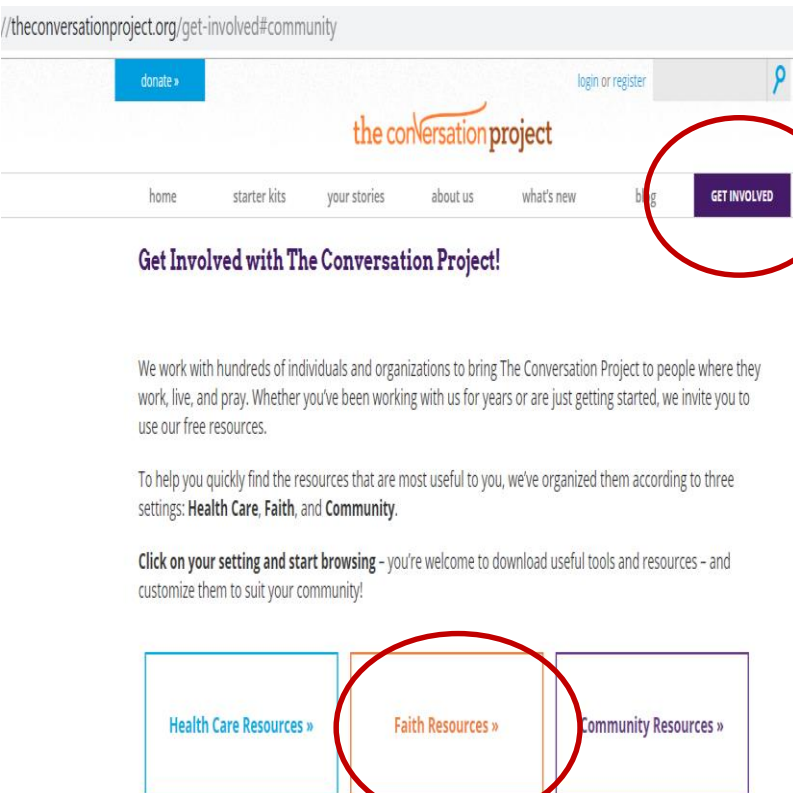 //theconversationproject.org/get-involved#community
donate »
login or register
the conversation project
home starter kits your stories about us what's new blog GET INVOLVED
Get Involved with The Conversation Project!
We work with hundreds of individuals and organizations to bring The Conversation Project to people where they
work, live, and pray. Whether you've been working with us for years or are just getting started, we invite you to
use our free resources.
To help you quickly find the resources that are most useful to you, we've organized them according to three
settings: Health Care, Faith, and Community.
Click on your setting and start browsing – you're welcome to download useful tools and resources – and
customize them to suit your community!
Health Care Resources » Faith Resources » Community Resources »